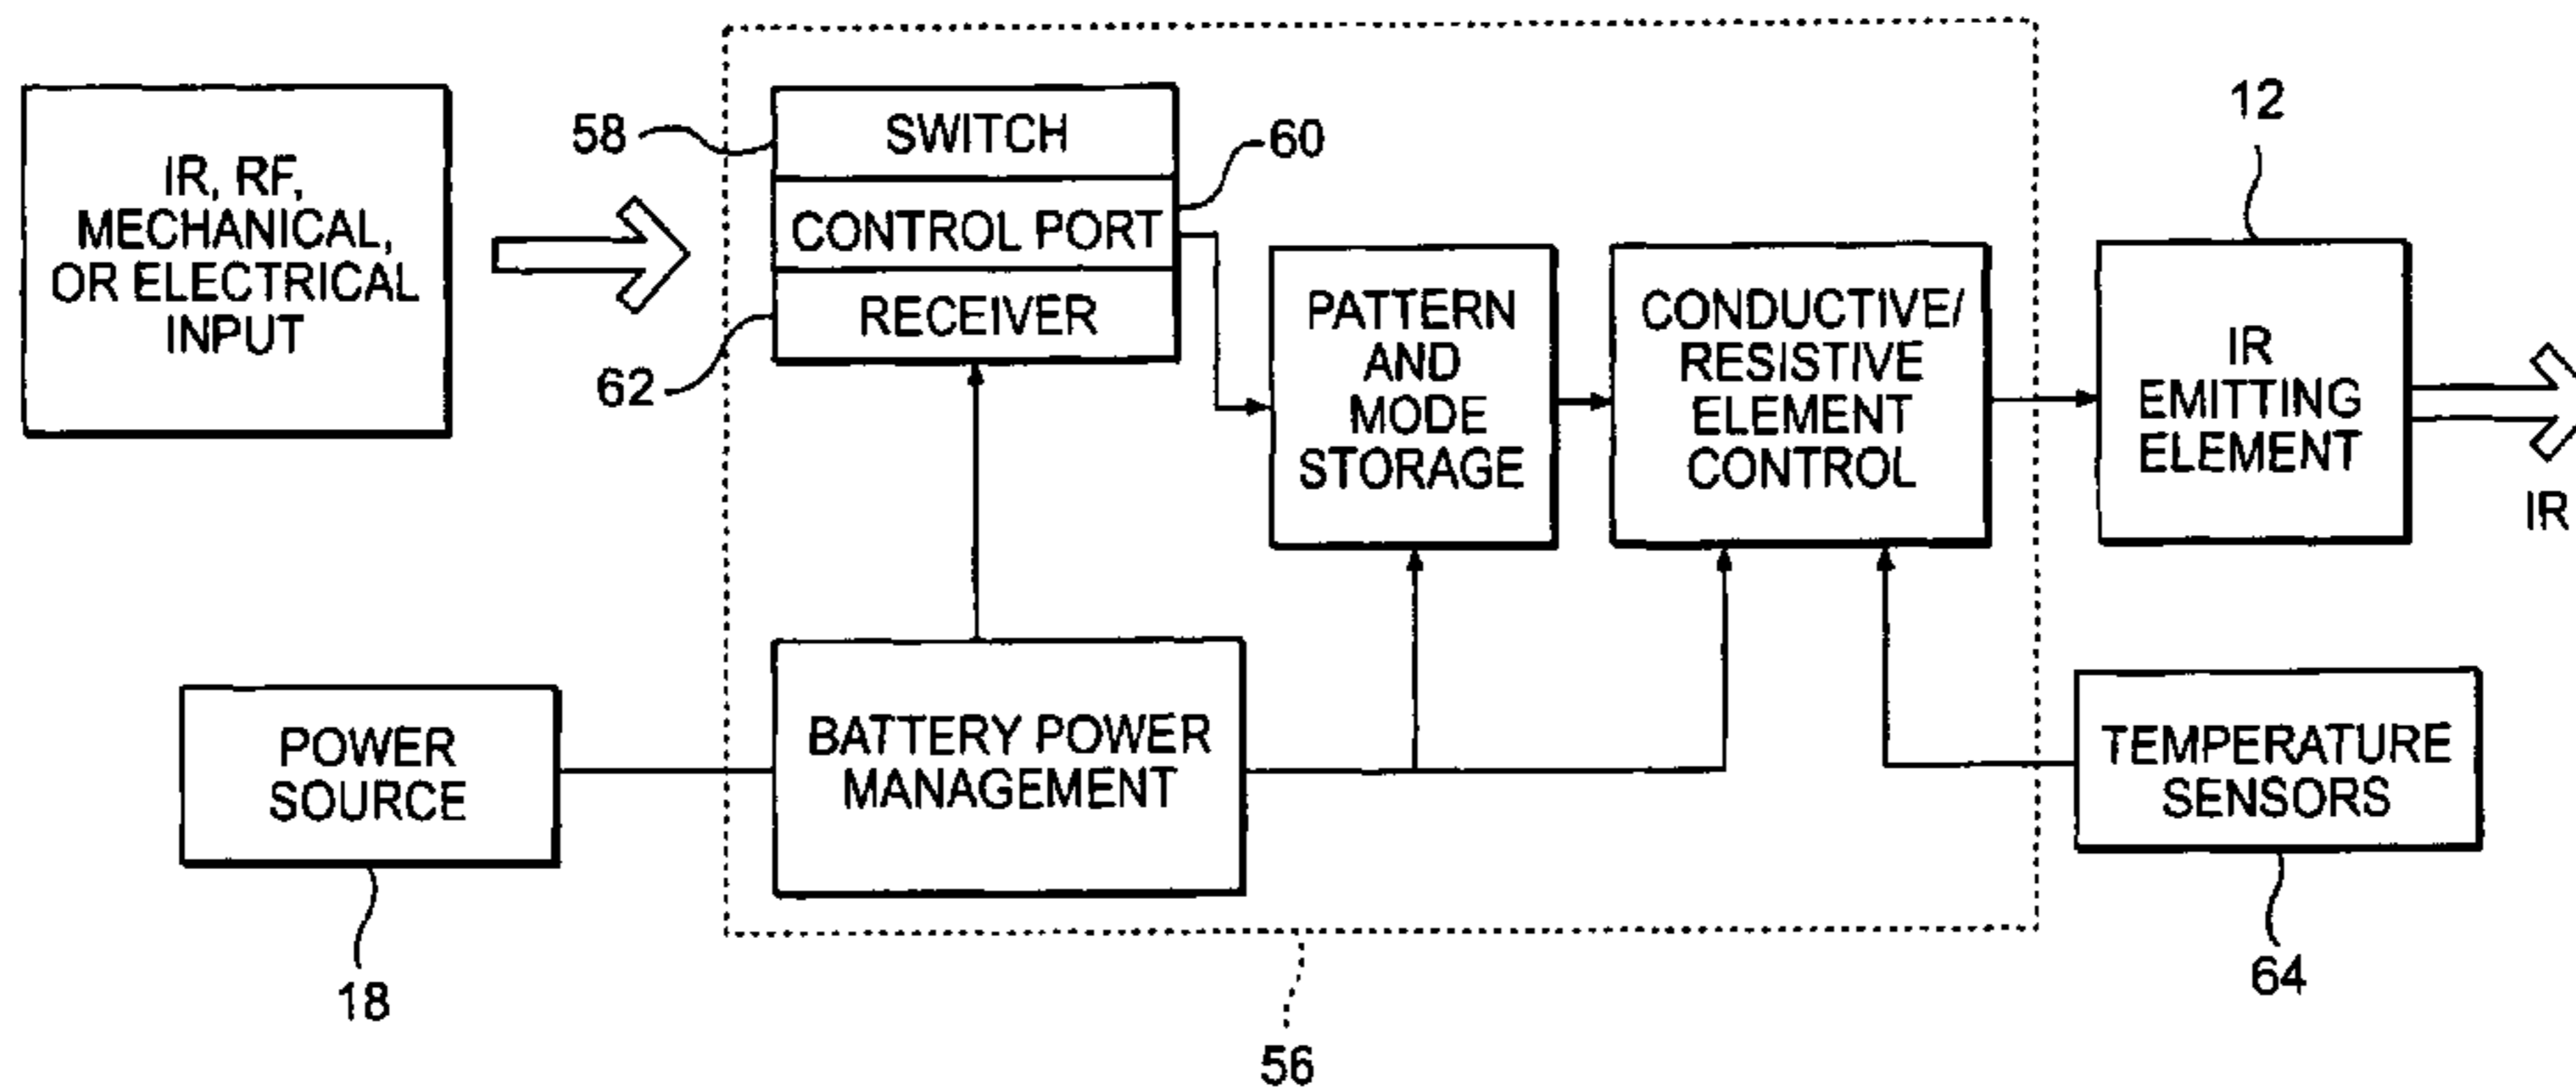 IR, RF,
MECHANICAL,
OR ELECTRICAL
INPUT
58
SWITCH
CONTROL PORT
RECEIVER
60
62
PATTERN
AND
MODE
STORAGE
CONDUCTIVE/
RESISTIVE
ELEMENT
CONTROL
12
IR
EMITTING
ELEMENT
IR
POWER
SOURCE
18
BATTERY POWER
MANAGEMENT
TEMPERATURE
SENSORS
64
56